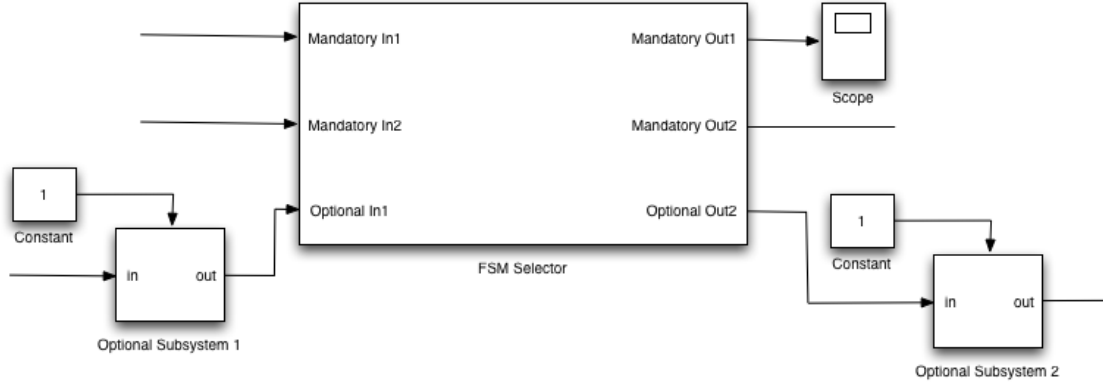 Mandatory In1
Mandatory Out1
Scope
Mandatory In2
Mandatory Out2
1
Constant
Optional In1
Optional Out2
1
Constant
FSM Selector
in
out
Optional Subsystem 1
in
out
Optional Subsystem 2